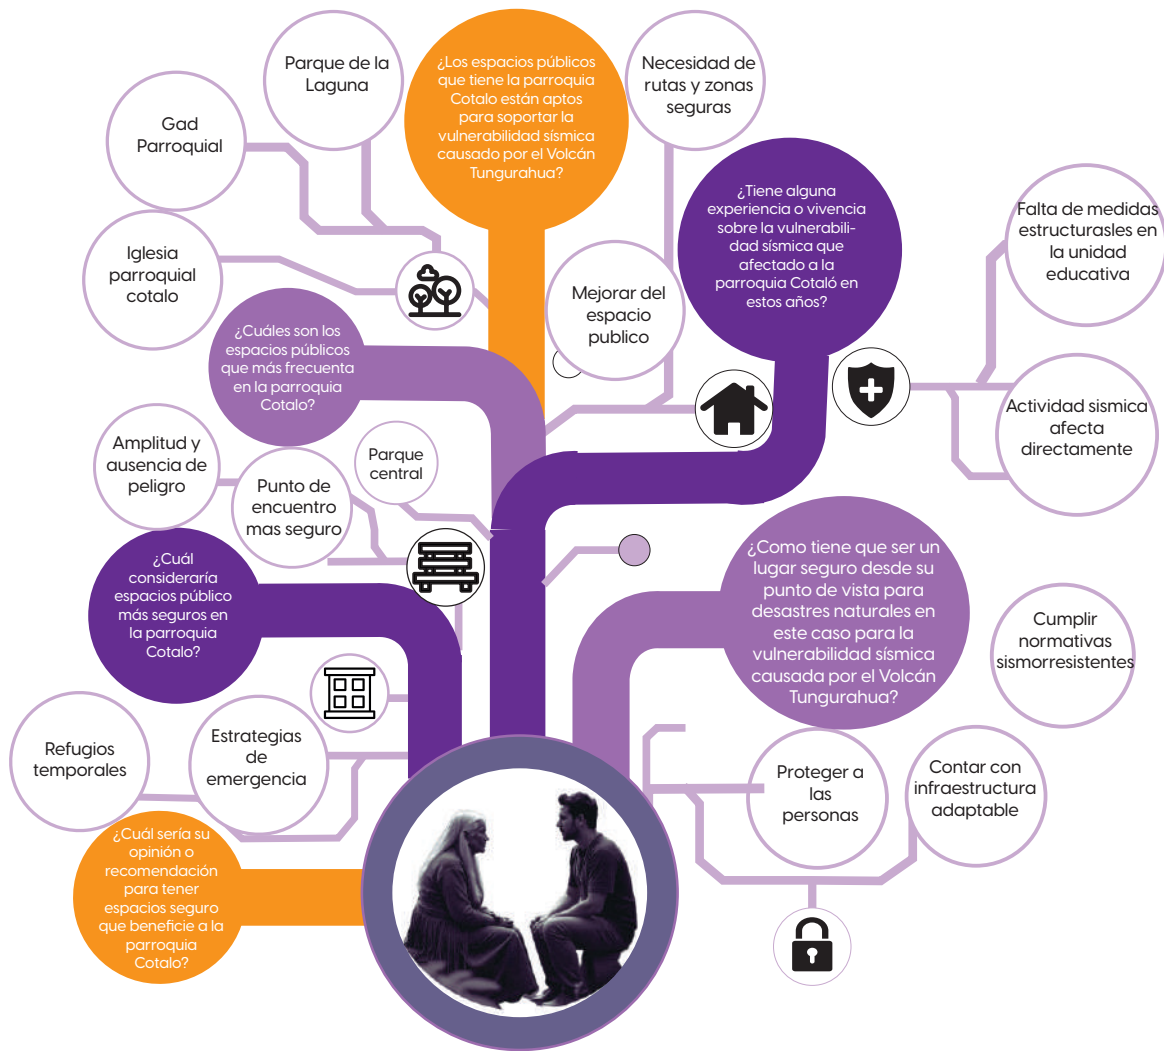 Parque de la
Laguna
Gad
Parroquial
Iglesia
parroquial
cotalo
¿Los espacios públicos
que tiene la parroquia
Cotalo están aptos
para soportar la
vulnerabilidad sísmica
causado por el Volcán
Tungurahua?
Necesidad de
rutas y zonas
seguras
Mejorar del
espacio
publico
¿Tiene alguna
experiencia o vivencia
sobre la vulnerabili-
dad sísmica que
afectado a la
parroquia Cotaló en
estos años?
Falta de medidas
estructurasles en
la unidad
educativa
Actividad sismica
afecta
directamente
¿Cuáles son los
espacios públicos
que más frecuenta
en la parroquia
Cotalo?
Amplitud y
ausencia de
peligro
Punto de
encuentro
mas seguro
Parque
central
¿Cuál
consideraría
espacios público
más seguros en
la parroquia
Cotalo?
¿Como tiene que ser un
lugar seguro desde su
punto de vista para
desastres naturales en
este caso para la
vulnerabilidad sísmica
causada por el Volcán
Tungurahua?
Cumplir
normativas
sismorresistentes
Proteger a
las
personas
Contar con
infraestructura
adaptable
Refugios
temporales
Estrategias
de
emergencia
¿Cuál sería su
opinión o
recomendación
para tener
espacios seguro
que beneficie a la
parroquia
Cotalo?